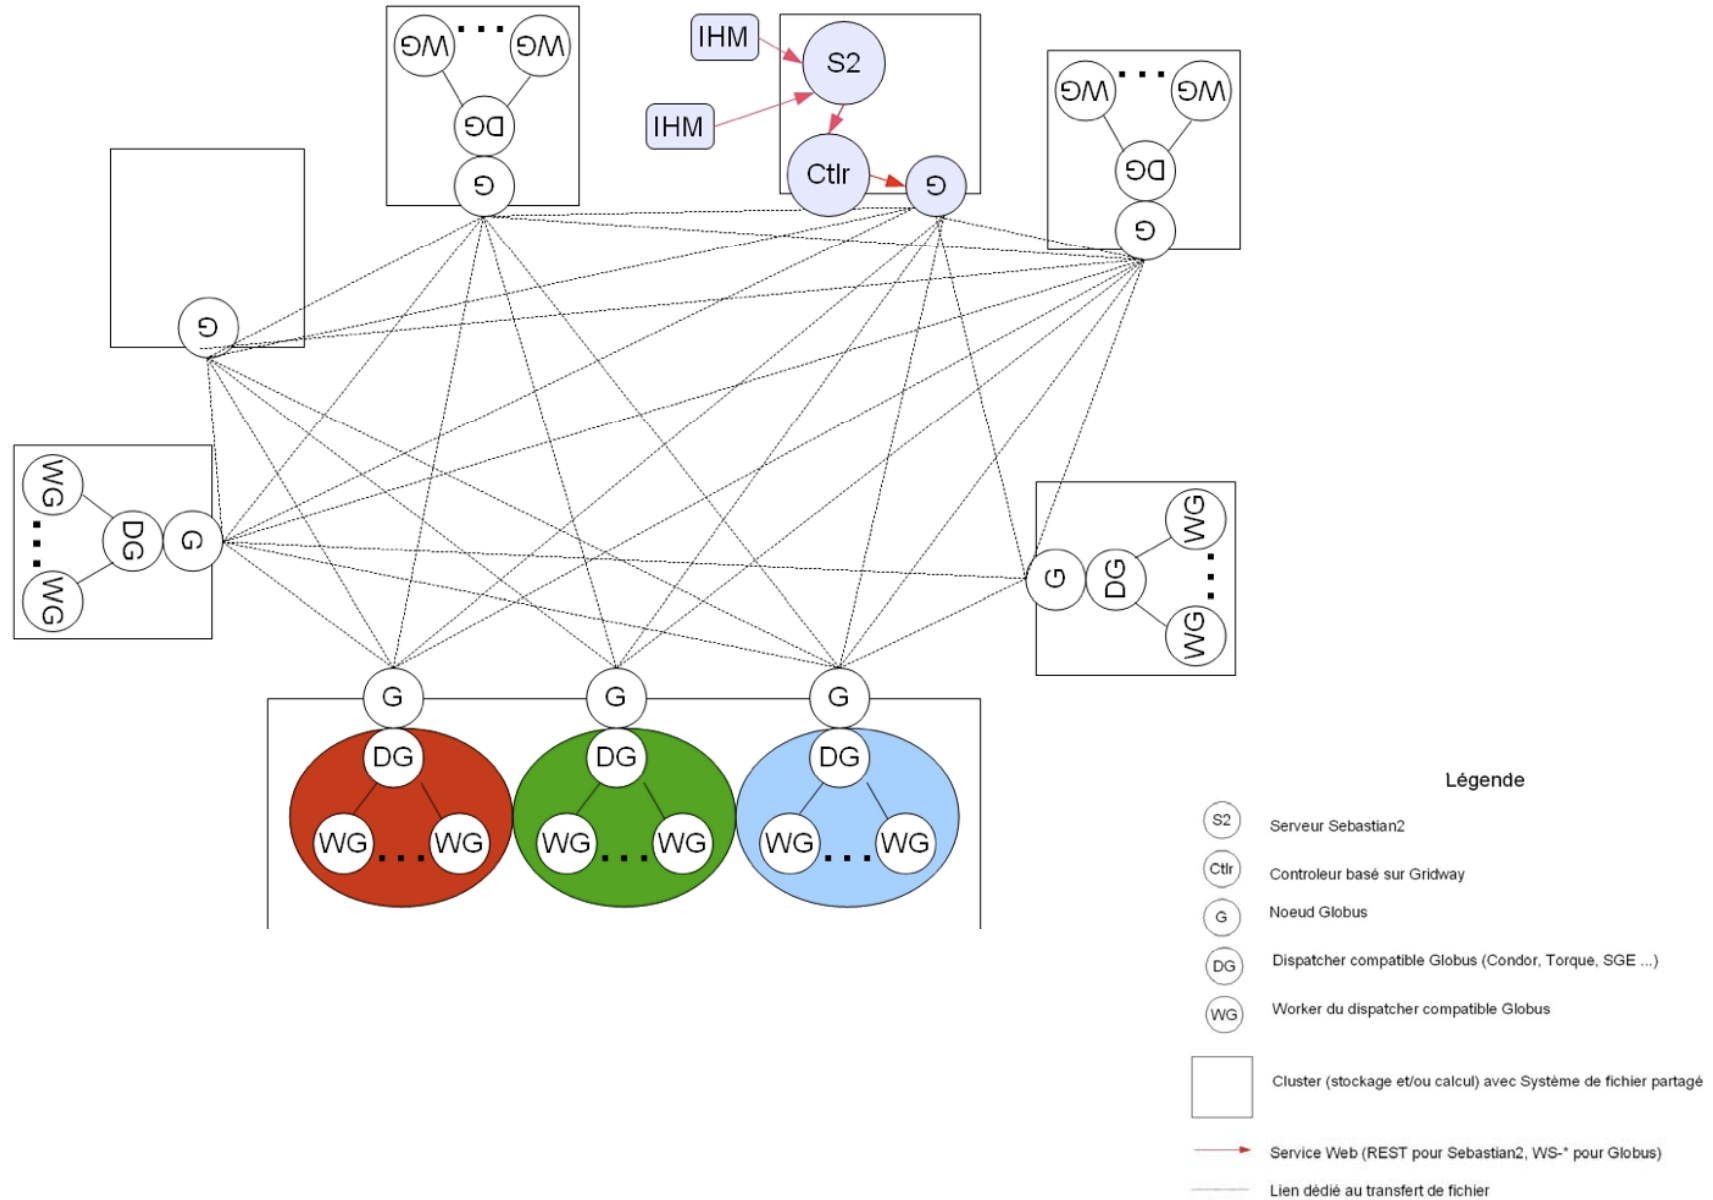 WG ... WG
DG
G
IHM
S2
IHM
Ctlr
G
WG ... WG
DG
G
G
WG
...
WG
DG
G
G
DG
WG
...
WG
G
G
G
DG
DG
DG
WG ... WG
WG ... WG
WG ... WG
Légende
S2 Serveur Sebastian2
Ctlr Controleur basé sur Gridway
G Noeud Globus
DG Dispatcher compatible Globus (Condor, Torque, SGE ...)
WG Worker du dispatcher compatible Globus
Cluster (stockage et/ou calcul) avec Système de fichier partagé
Service Web (REST pour Sebastian2, WS-* pour Globus)
Lien dédié au transfert de fichier